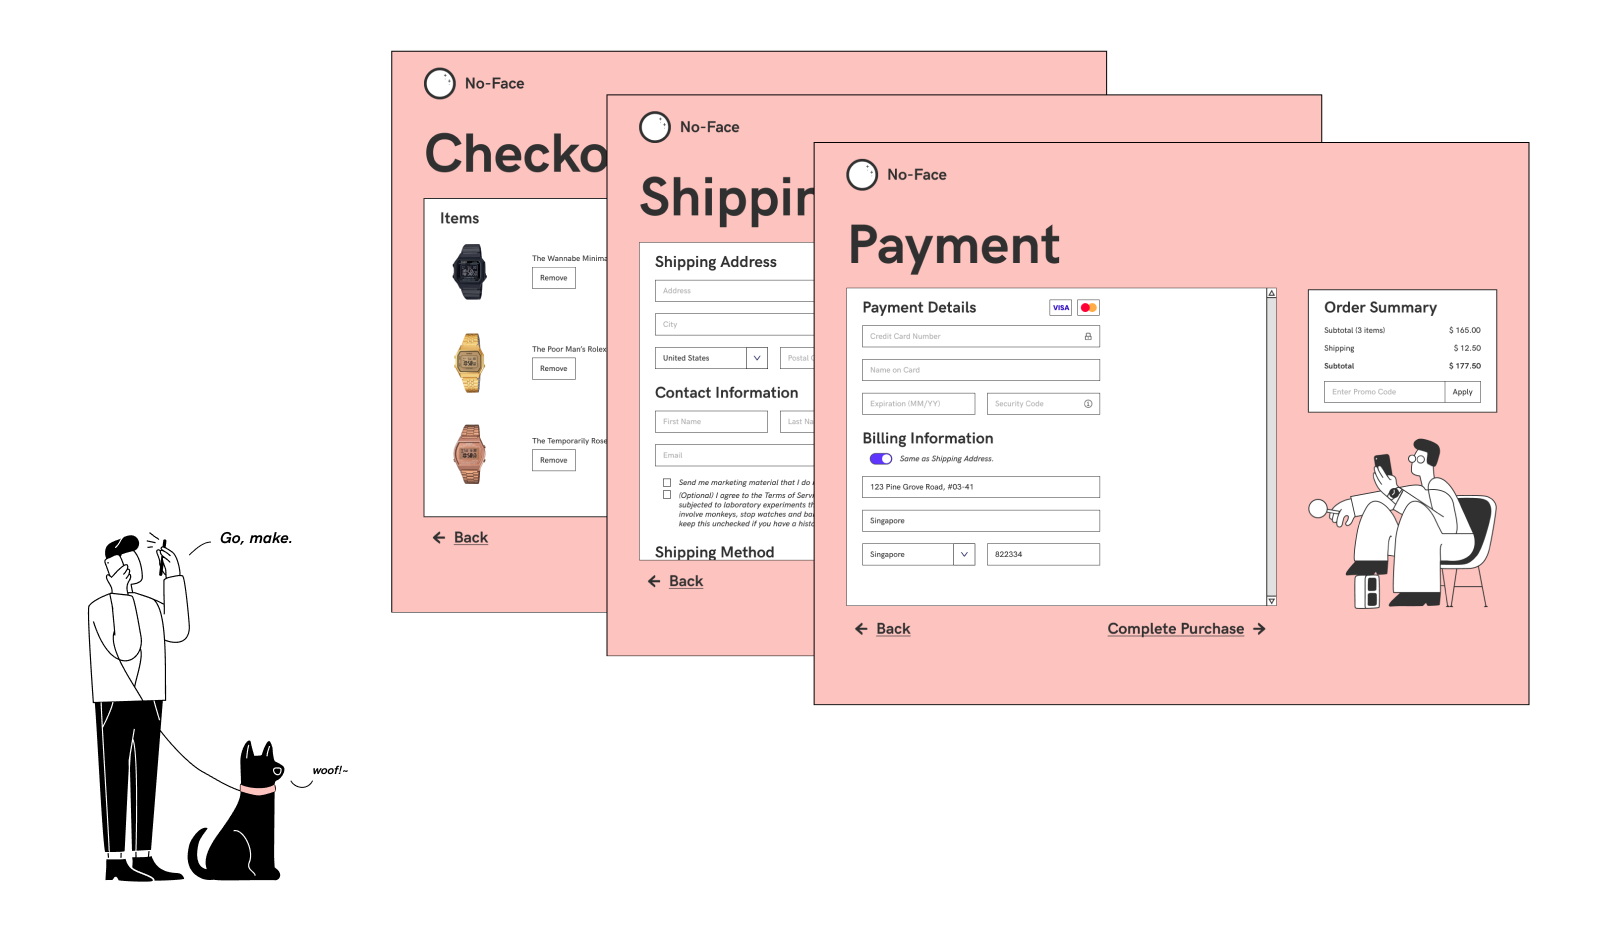 No-Face
Checko
Items
The Wannabe Minima
Remove
The Poor Man's Rolex
Remove
The Temporarily Rose
Remove
Back
No-Face
Shippin
Shipping Address
Address
City
United States
Postal C
Contact Information
First Name
Last Na
Email
Send me marketing material that I do
(Optional) I agree to the Terms of Servi
subjected to laboratory experiments th
involve monkeys, stop watches and ba
keep this unchecked if you have a histo
Shipping Method
Back
No-Face
Payment
Payment Details
VISA
Credit Card Number
Name on Card
Expiration (MM/YY)
Security Code
Billing Information
Same as Shipping Address.
123 Pine Grove Road, #03-41
Singapore
Singapore
822334
Back
Complete Purchase
Order Summary
Subtotal (3 items) $ 165.00
Shipping $ 12.50
Subtotal $ 177.50
Enter Promo Code
Apply
Go, make.
woof!~